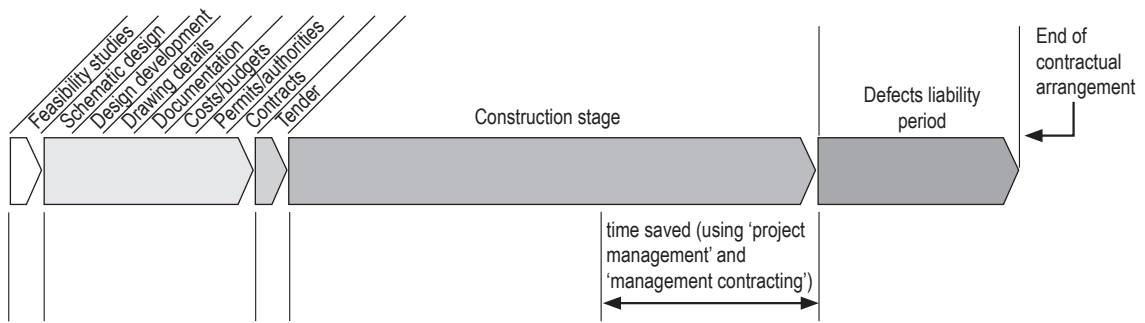 Feasibility studies
Schematic design
Design development
Drawing details
Documentation
Costs/budgets
Permits/authorities
Contracts
Tender
Construction stage
Defects liability
period
End of
contractual
arrangement
time saved (using ‘project
management’ and
‘management contracting’)